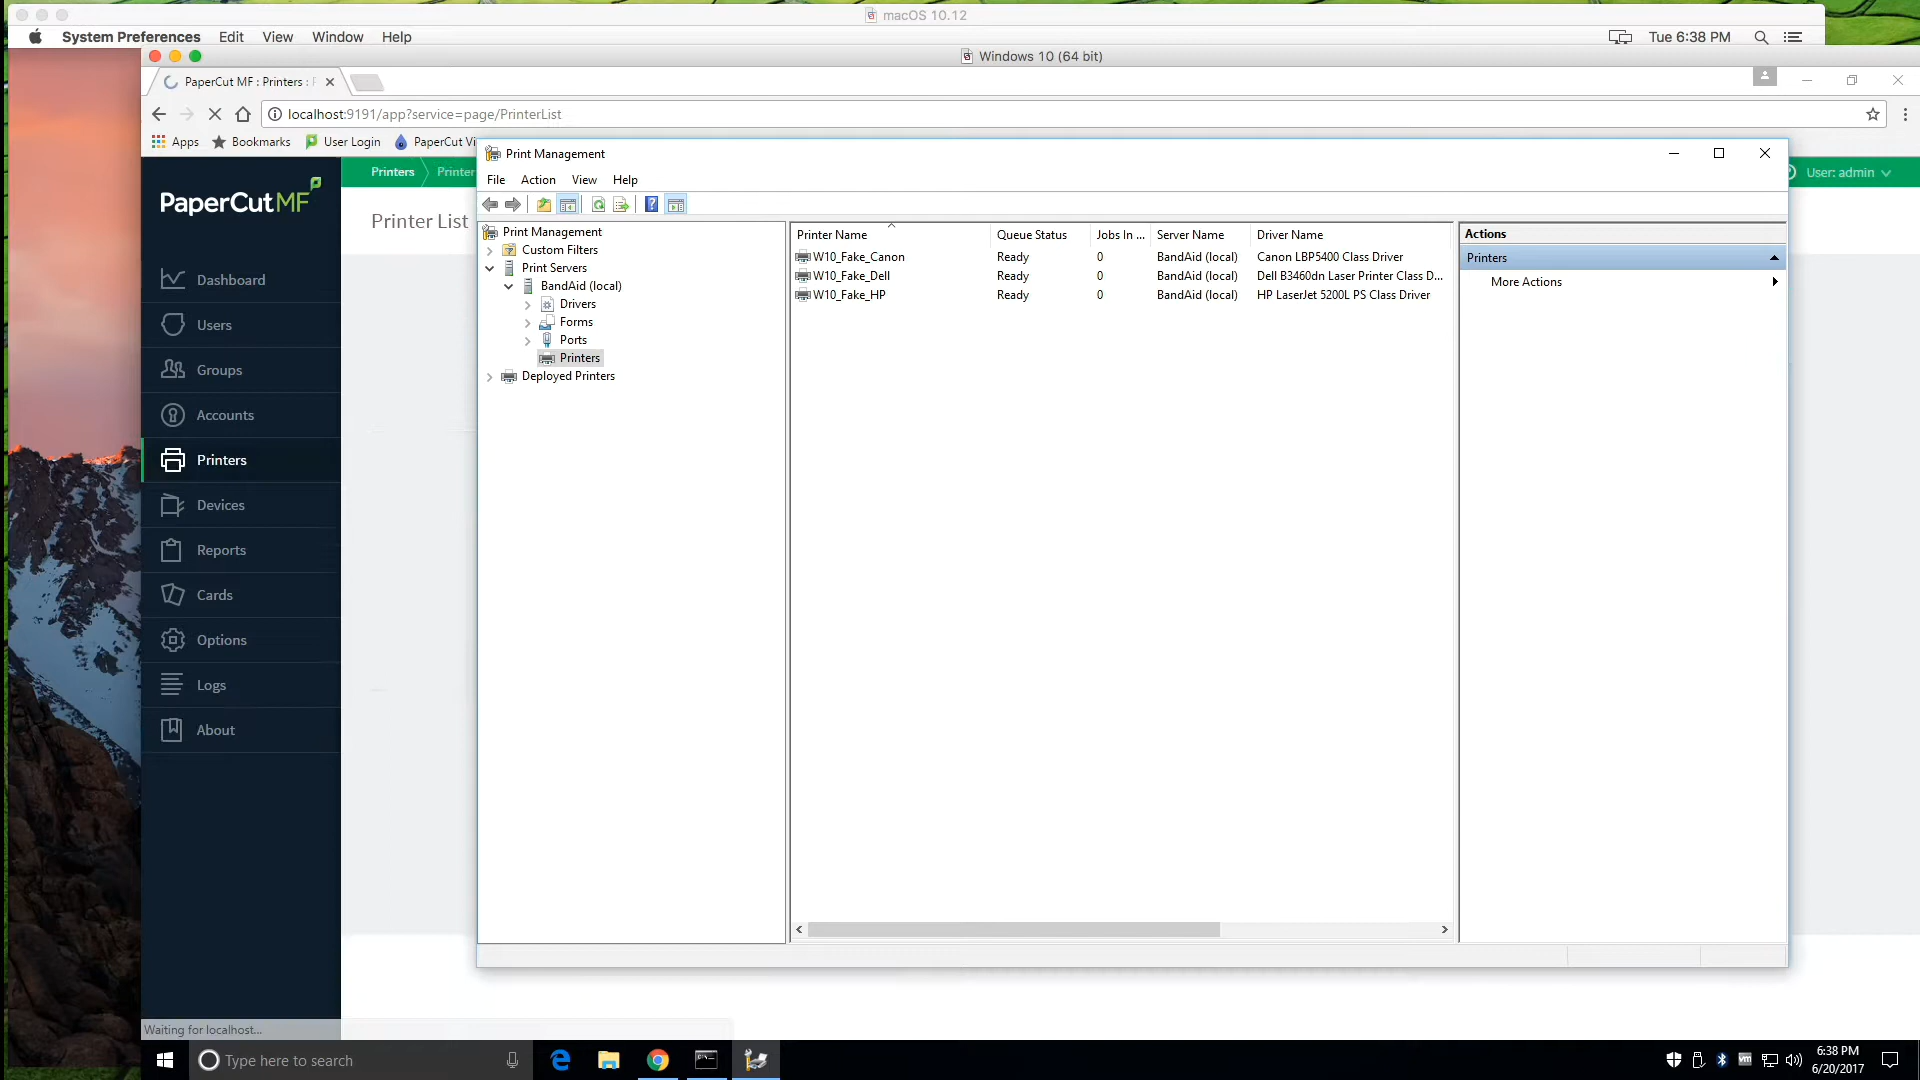 macOS 10.12
System Preferences Edit View Window Help
Tue 6:38 PM
Windows 10 (64 bit)
PaperCut MF : Printers :
localhost:9191/app?service=page/PrinterList
Apps Bookmarks User Login PaperCut Vi
Print Management
File Action View Help
PaperCutMF
Printers Printer
User: admin
Printer List
Dashboard
Users
Groups
Accounts
Printers
Devices
Reports
Cards
Options
Logs
About
Print Management
Custom Filters
Print Servers
BandAid (local)
Drivers
Forms
Ports
Printers
Deployed Printers
Printer Name Queue Status Jobs In ... Server Name Driver Name
W10_Fake_Canon Ready 0 BandAid (local) Canon LBP5400 Class Driver
W10_Fake_Dell Ready 0 BandAid (local) Dell B3460dn Laser Printer Class D...
W10_Fake_HP Ready 0 BandAid (local) HP LaserJet 5200L PS Class Driver
Actions
Printers
More Actions
Waiting for localhost...
Type here to search
6:38 PM
6/20/2017